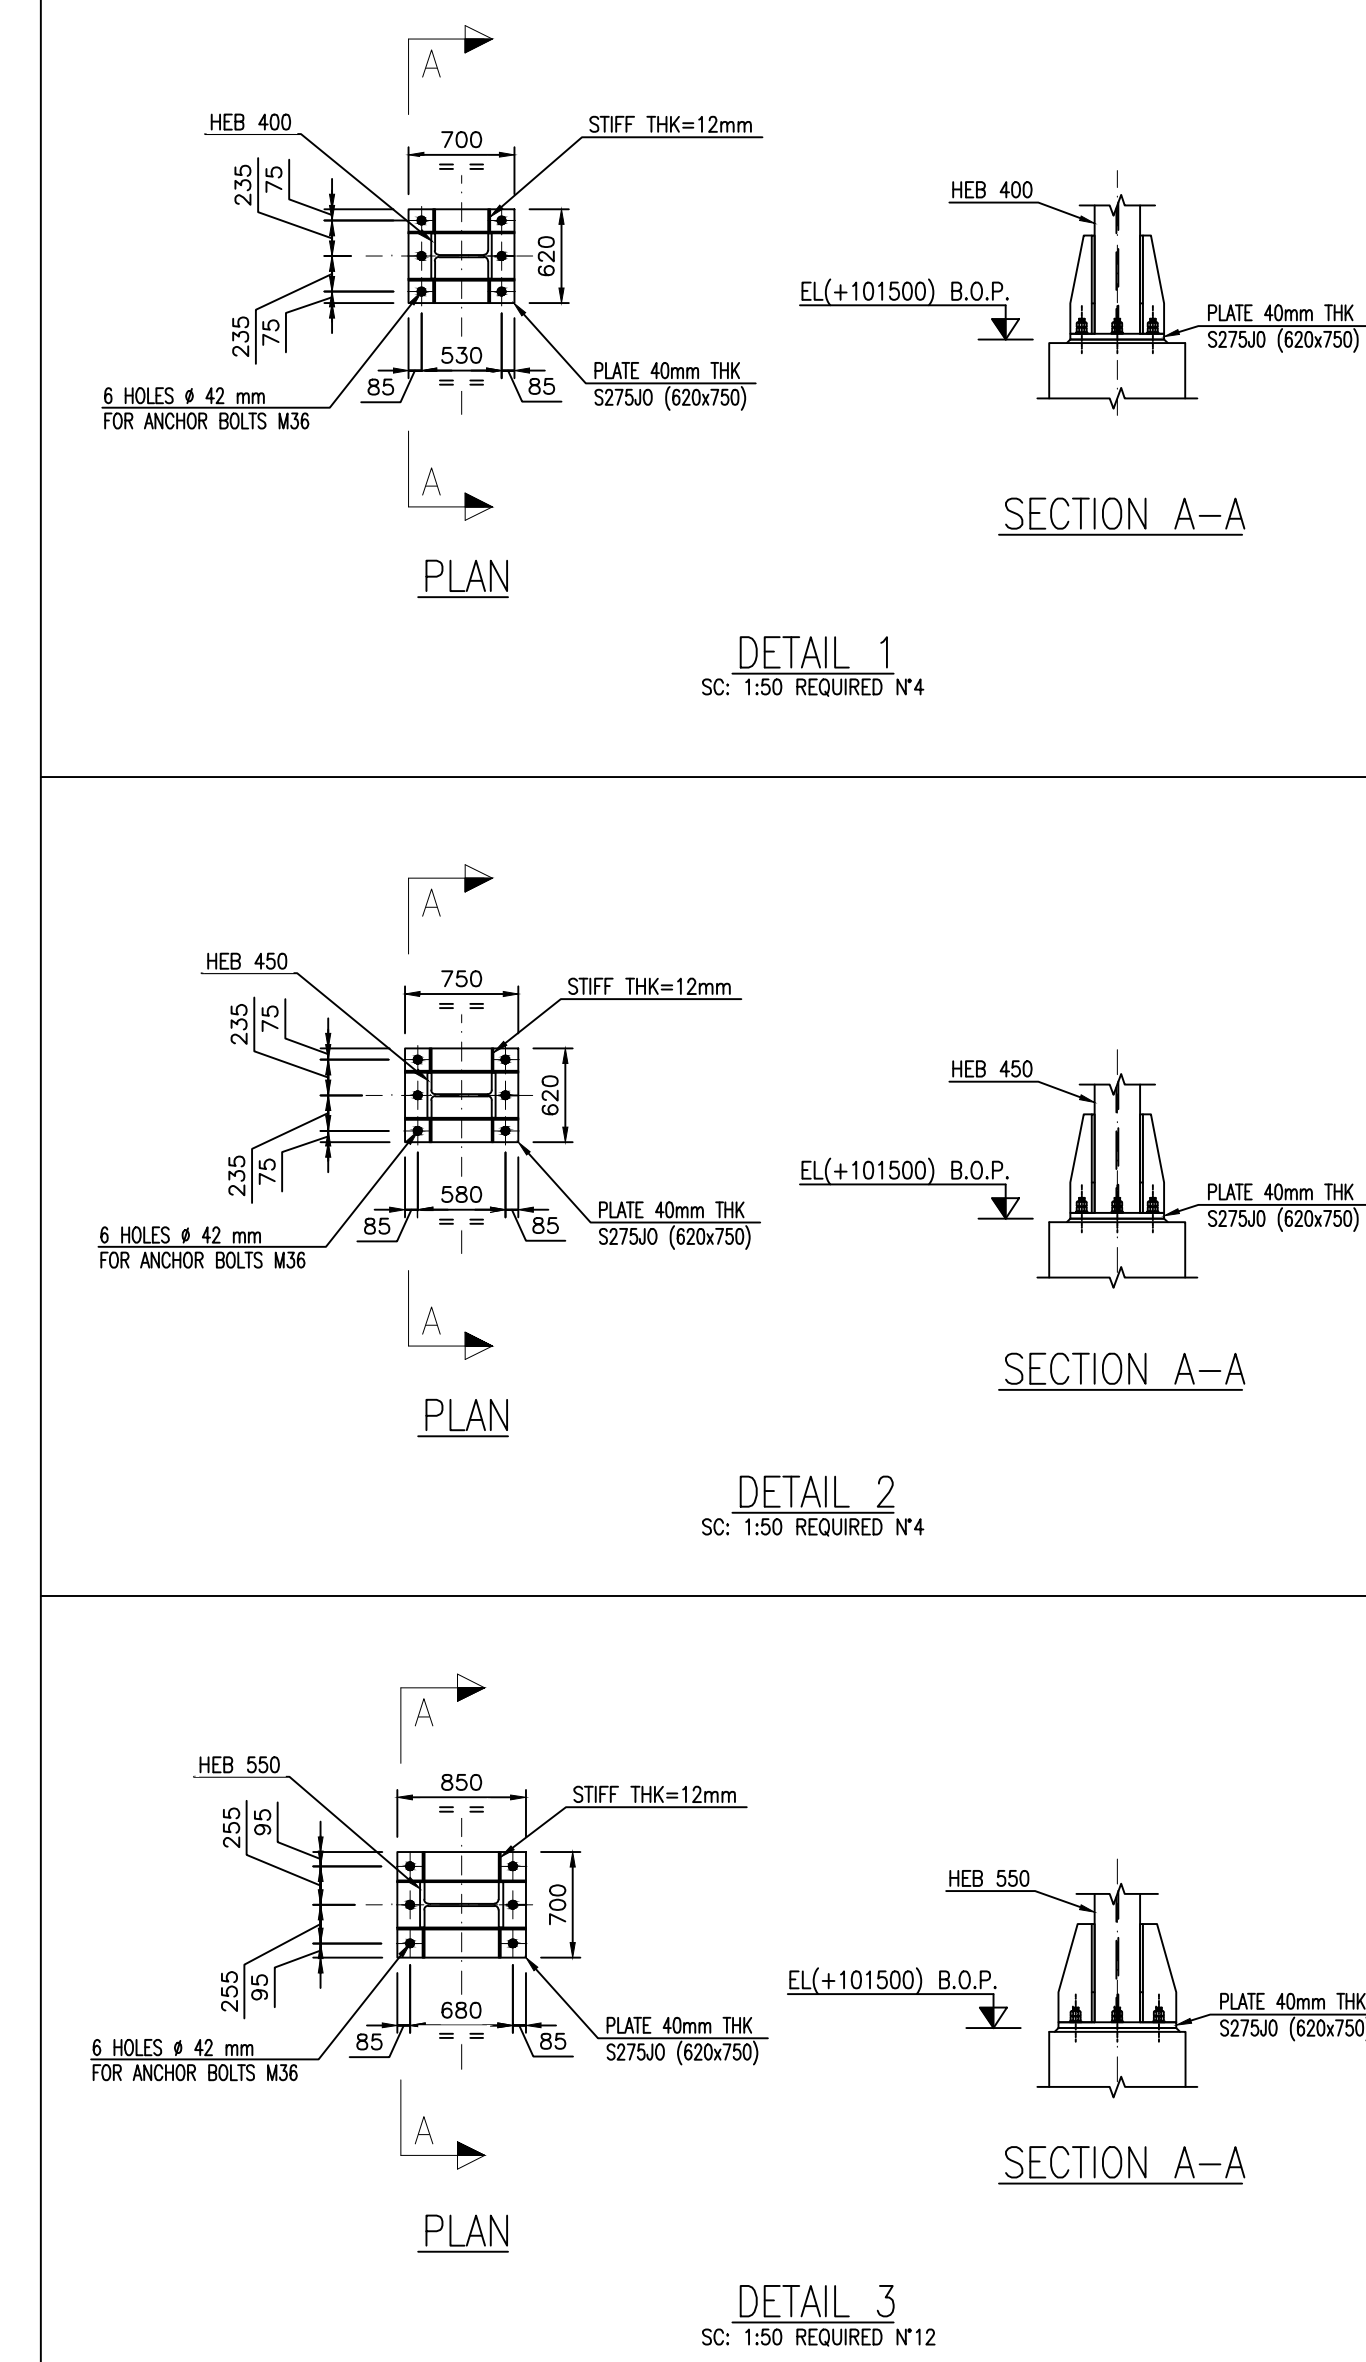 A
HEB 400
700
STIFF THK=12mm
= =
235
75
620
235
75
530
85
85
= =
6 HOLES ø 42 mm
FOR ANCHOR BOLTS M36
PLATE 40mm THK
S275J0 (620x750)
A
PLAN
HEB 400
EL(+101500) B.O.P.
PLATE 40mm THK
S275J0 (620x750)
SECTION A-A
DETAIL 1
SC: 1:50 REQUIRED N°4
A
HEB 450
750
STIFF THK=12mm
= =
235
75
620
235
75
580
85
85
= =
6 HOLES ø 42 mm
FOR ANCHOR BOLTS M36
PLATE 40mm THK
S275J0 (620x750)
A
PLAN
HEB 450
EL(+101500) B.O.P.
PLATE 40mm THK
S275J0 (620x750)
SECTION A-A
DETAIL 2
SC: 1:50 REQUIRED N°4
A
HEB 550
850
STIFF THK=12mm
= =
255
95
700
255
95
680
85
85
= =
6 HOLES ø 42 mm
FOR ANCHOR BOLTS M36
PLATE 40mm THK
S275J0 (620x750)
A
PLAN
HEB 550
EL(+101500) B.O.P.
PLATE 40mm THK
S275J0 (620x750)
SECTION A-A
DETAIL 3
SC: 1:50 REQUIRED N°12